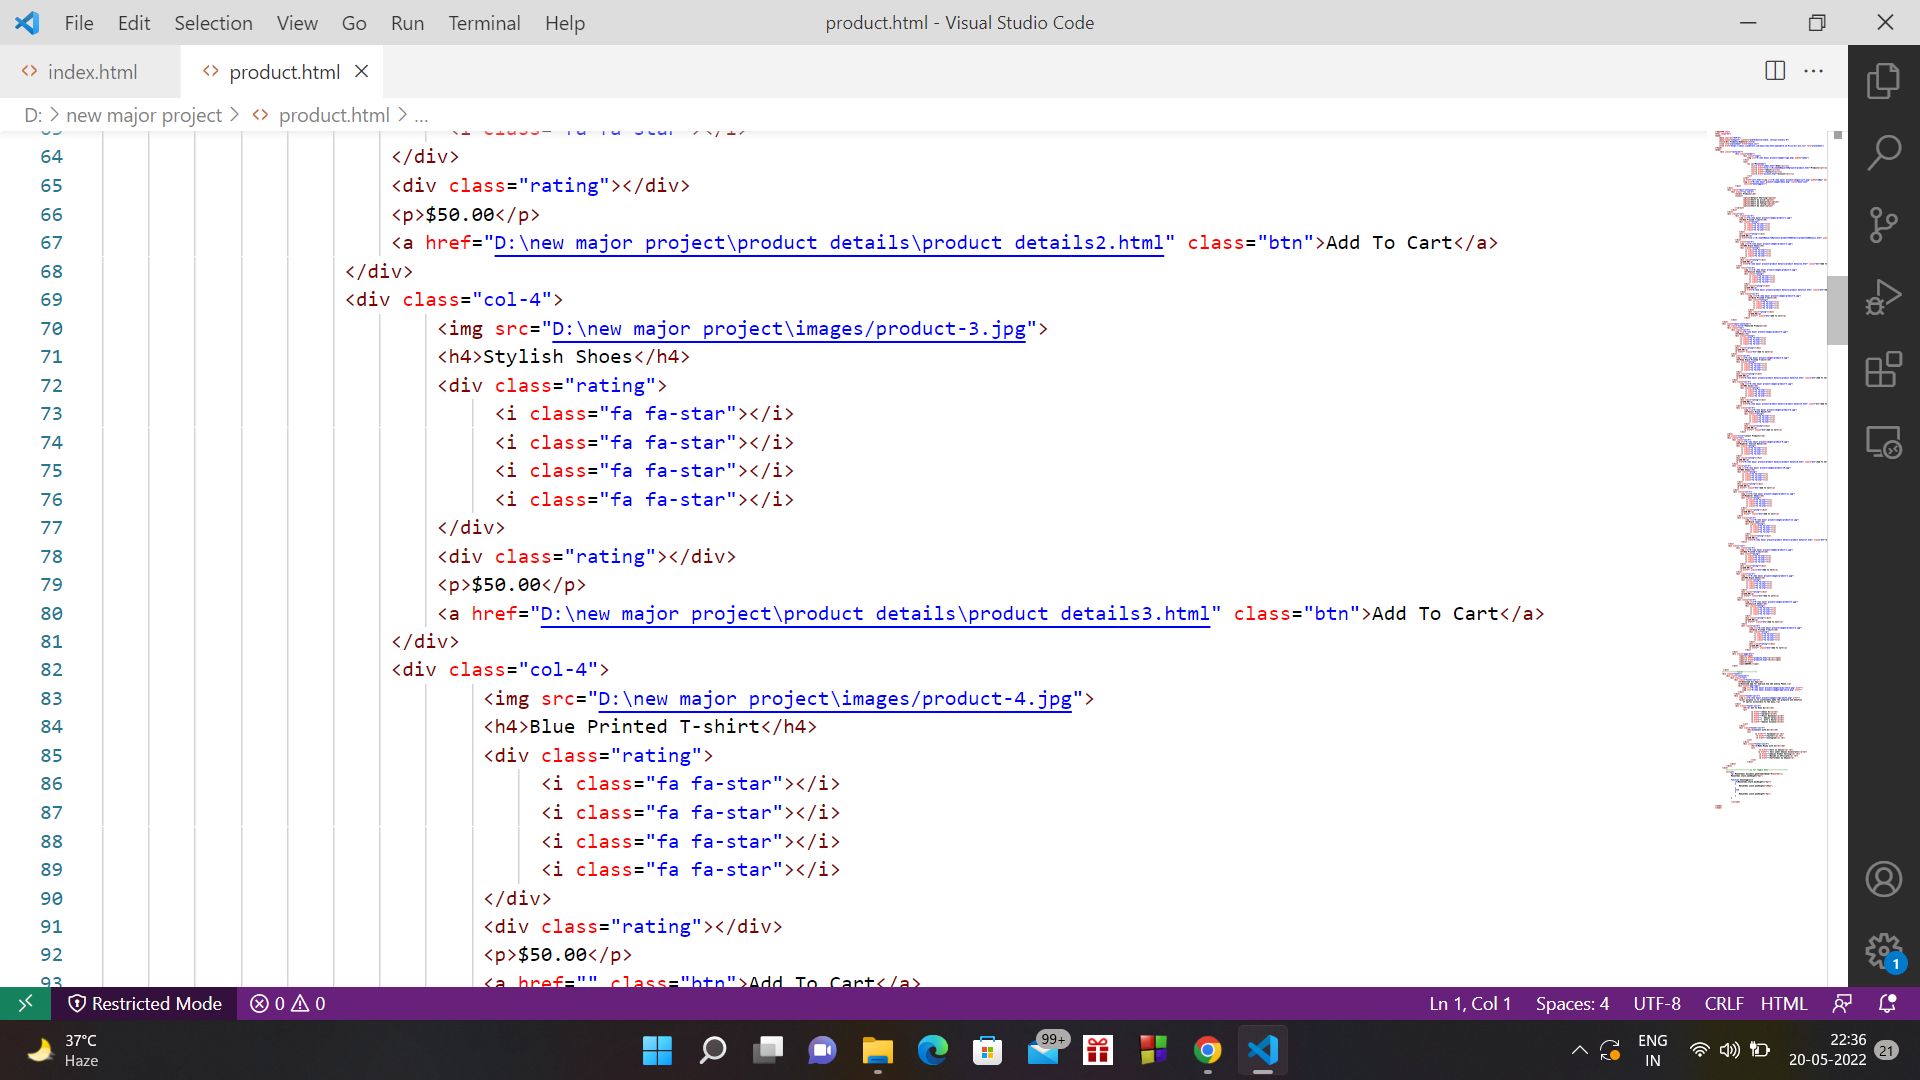 File Edit Selection View Go Run Terminal Help
product.html - Visual Studio Code
index.html
product.html
D: > new major project > product.html > ...
64 </div>
65 <div class="rating"></div>
66 <p>$50.00</p>
67 <a href="D:\new major project\product details\product details2.html" class="btn">Add To Cart</a>
68 </div>
69 <div class="col-4">
70 <img src="D:\new major project\images/product-3.jpg">
71 <h4>Stylish Shoes</h4>
72 <div class="rating">
73 <i class="fa fa-star"></i>
74 <i class="fa fa-star"></i>
75 <i class="fa fa-star"></i>
76 <i class="fa fa-star"></i>
77 </div>
78 <div class="rating"></div>
79 <p>$50.00</p>
80 <a href="D:\new major project\product details\product details3.html" class="btn">Add To Cart</a>
81 </div>
82 <div class="col-4">
83 <img src="D:\new major project\images/product-4.jpg">
84 <h4>Blue Printed T-shirt</h4>
85 <div class="rating">
86 <i class="fa fa-star"></i>
87 <i class="fa fa-star"></i>
88 <i class="fa fa-star"></i>
89 <i class="fa fa-star"></i>
90 </div>
91 <div class="rating"></div>
92 <p>$50.00</p>
93 <a href="" class="btn">Add To Cart</a>
1
Restricted Mode 0 0
Ln 1, Col 1 Spaces: 4 UTF-8 CRLF HTML
37°C
Haze
99+
ENG
IN
22:36
20-05-2022
21